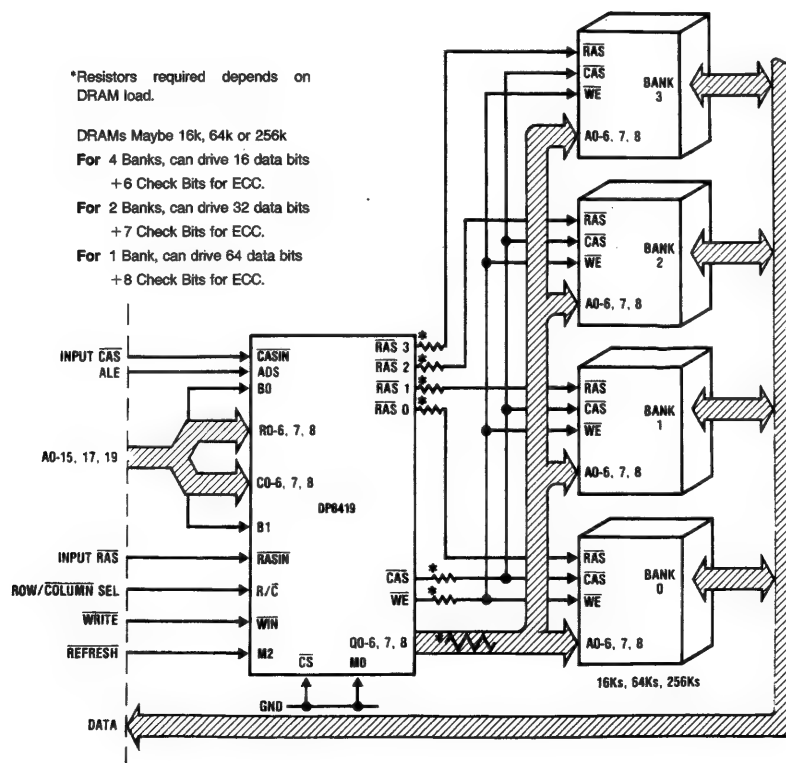 *Resistors required depends on
DRAM load.
DRAMs Maybe 16k, 64k or 256k
For 4 Banks, can drive 16 data bits
+6 Check Bits for ECC.
For 2 Banks, can drive 32 data bits
+7 Check Bits for ECC.
For 1 Bank, can drive 64 data bits
+8 Check Bits for ECC.
RAS
CAS
WE
A0-6, 7, 8
BANK
3
RAS
CAS
WE
A0-6, 7, 8
BANK
2
RAS
CAS
WE
A0-6, 7, 8
BANK
1
RAS
CAS
WE
A0-6, 7, 8
BANK
0
16Ks, 64Ks, 256Ks
INPUT CAS
ALE
A0-15, 17, 19
INPUT RAS
ROW/COLUMN SEL
WRITE
REFRESH
DATA
CASIN
ADS
B0
R0-6, 7, 8
C0-6, 7, 8
B1
RASIN
R/C
WIN
M2
DP8419
CS
M0
GND
RAS 3
*
RAS 2
*
RAS 1
*
RAS 0
*
CAS
*
WE
*
Q0-6, 7, 8
*